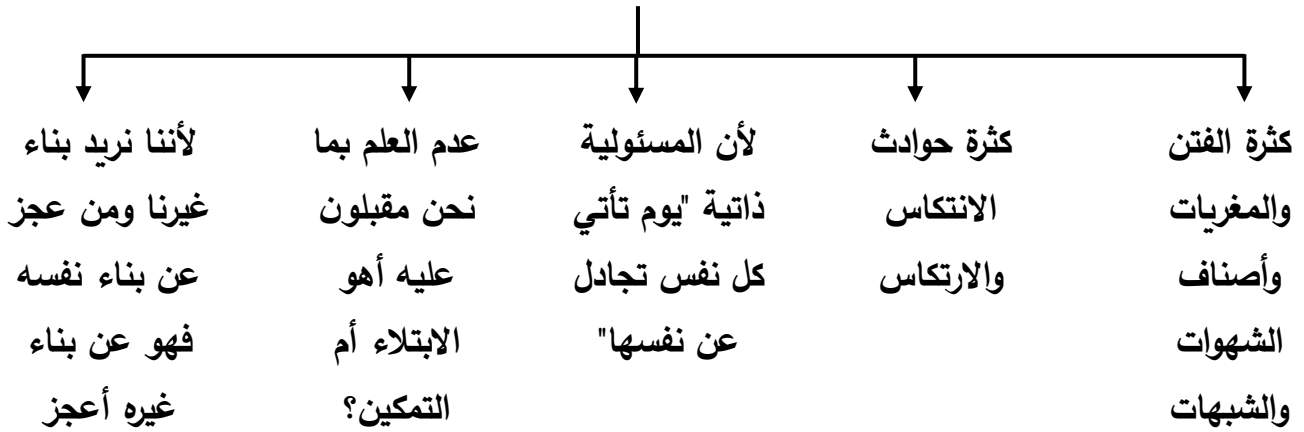 كثرة الفتن
والمغريات
وأصناف
الشهوات
والشبهات
كثرة حوادث
الانتكاس
والارتكاس
لأن المسئولية
ذاتية "يوم تأتي
كل نفس تجادل
عن نفسها"
عدم العلم بما
نحن مقبلون
عليه أهو
الابتلاء أم
التمكين؟
لأننا نريد بناء
غيرنا ومن عجز
عن بناء نفسه
فهو عن بناء
غيره أعجز